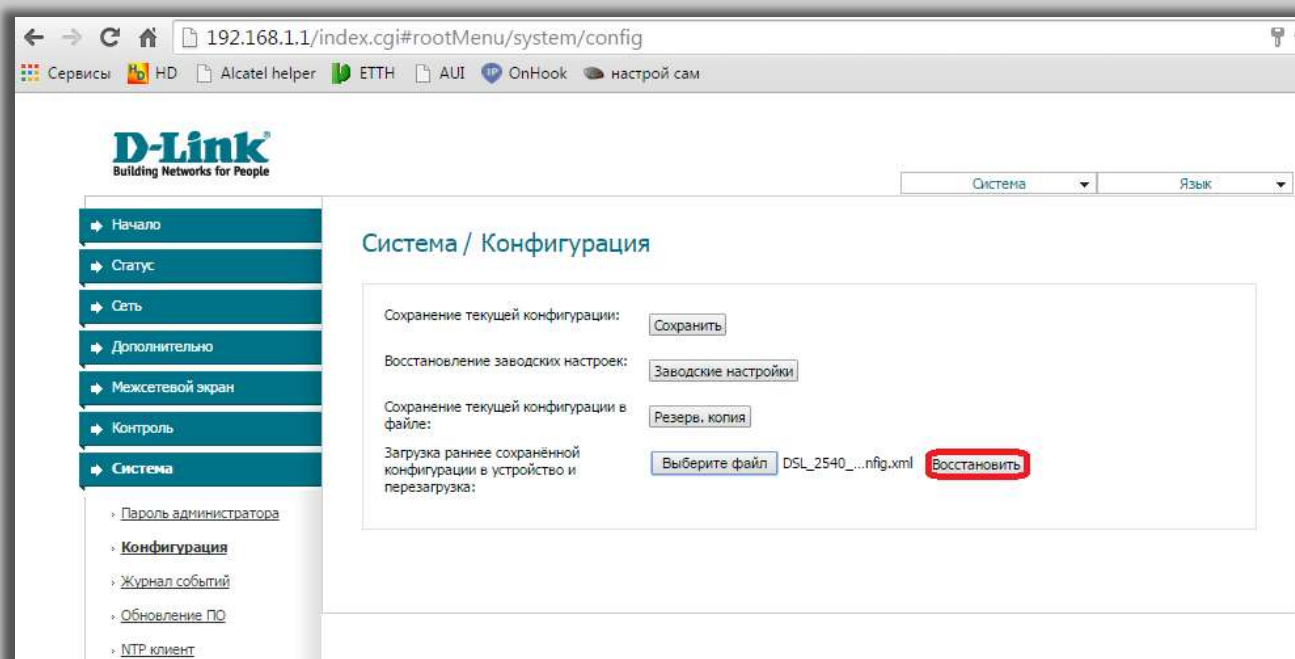 192.168.1.1/index.cgi#rootMenu/system/config
Сервисы HD Alcatel helper ETTH AUI IP OnHook настрой сам
D-Link
Building Networks for People
Система Язык
Начало
Статус
Сеть
Дополнительно
Межсетевой экран
Контроль
Система
Пароль администратора
Конфигурация
Журнал событий
Обновление ПО
NTP клиент
Система / Конфигурация
Сохранение текущей конфигурации:
Сохранить
Восстановление заводских настроек:
Заводские настройки
Сохранение текущей конфигурации в
файле:
Резерв. копия
Загрузка раннее сохранённой
конфигурации в устройство и
перезагрузка:
Выберите файл DSL_2540_...nfig.xml Восстановить